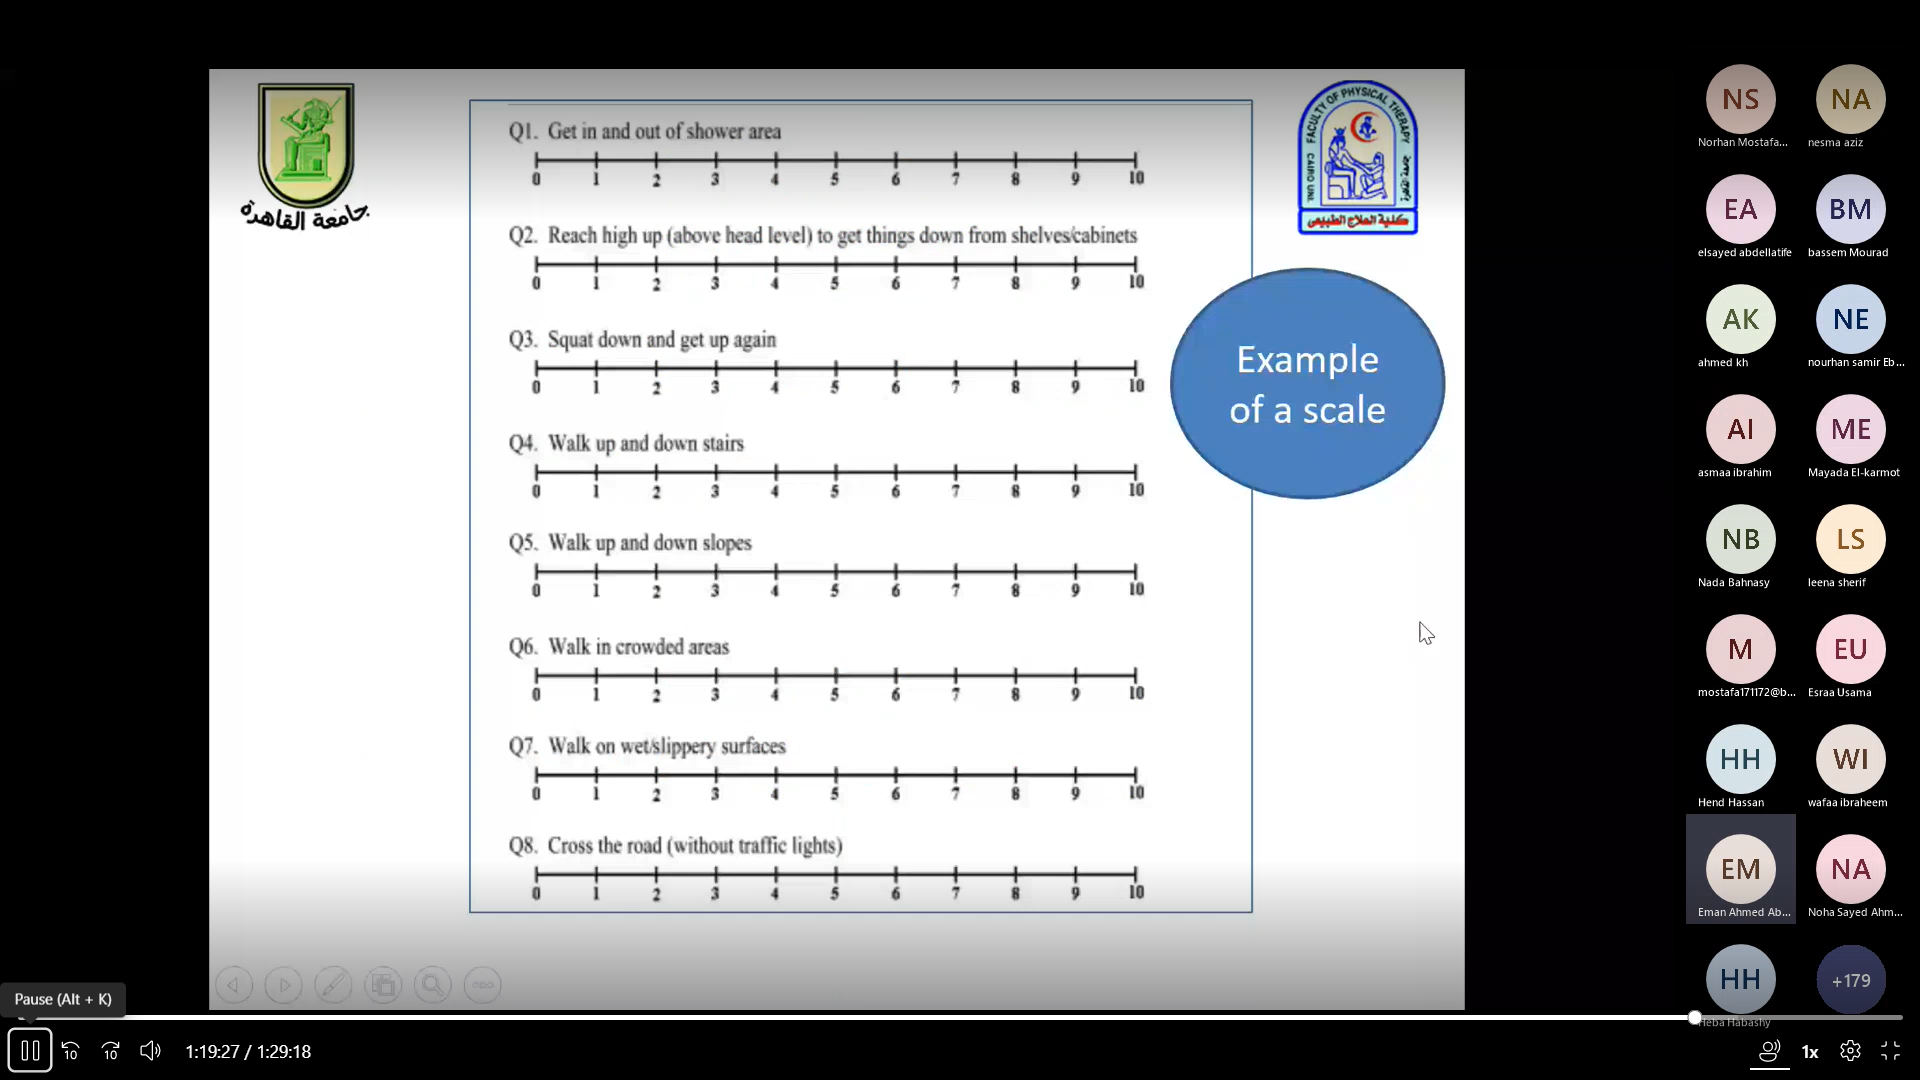 جامعة القاهرة
FACULTY OF PHYSICAL THERAPY
CAIRO UNI.
كلية العلاج الطبيعى
Q1. Get in and out of shower area
0 1 2 3 4 5 6 7 8 9 10
Q2. Reach high up (above head level) to get things down from shelves/cabinets
0 1 2 3 4 5 6 7 8 9 10
Q3. Squat down and get up again
0 1 2 3 4 5 6 7 8 9 10
Q4. Walk up and down stairs
0 1 2 3 4 5 6 7 8 9 10
Q5. Walk up and down slopes
0 1 2 3 4 5 6 7 8 9 10
Q6. Walk in crowded areas
0 1 2 3 4 5 6 7 8 9 10
Q7. Walk on wet/slippery surfaces
0 1 2 3 4 5 6 7 8 9 10
Q8. Cross the road (without traffic lights)
0 1 2 3 4 5 6 7 8 9 10
Example
of a scale
NS NA
Norhan Mostafa... nesma aziz
EA BM
elsayed abdellatife bassem Mourad
AK NE
ahmed kh nourhan samir Eb...
AI ME
asmaa ibrahim Mayada El-karmot
NB LS
Nada Bahnasy leena sherif
M EU
mostafa171172@b... Esraa Usama
HH WI
Hend Hassan wafaa ibraheem
EM NA
Eman Ahmed Ab... Noha Sayed Ahm...
HH +179
Heba Habashy
Pause (Alt + K)
10 10 1:19:27 / 1:29:18 1x